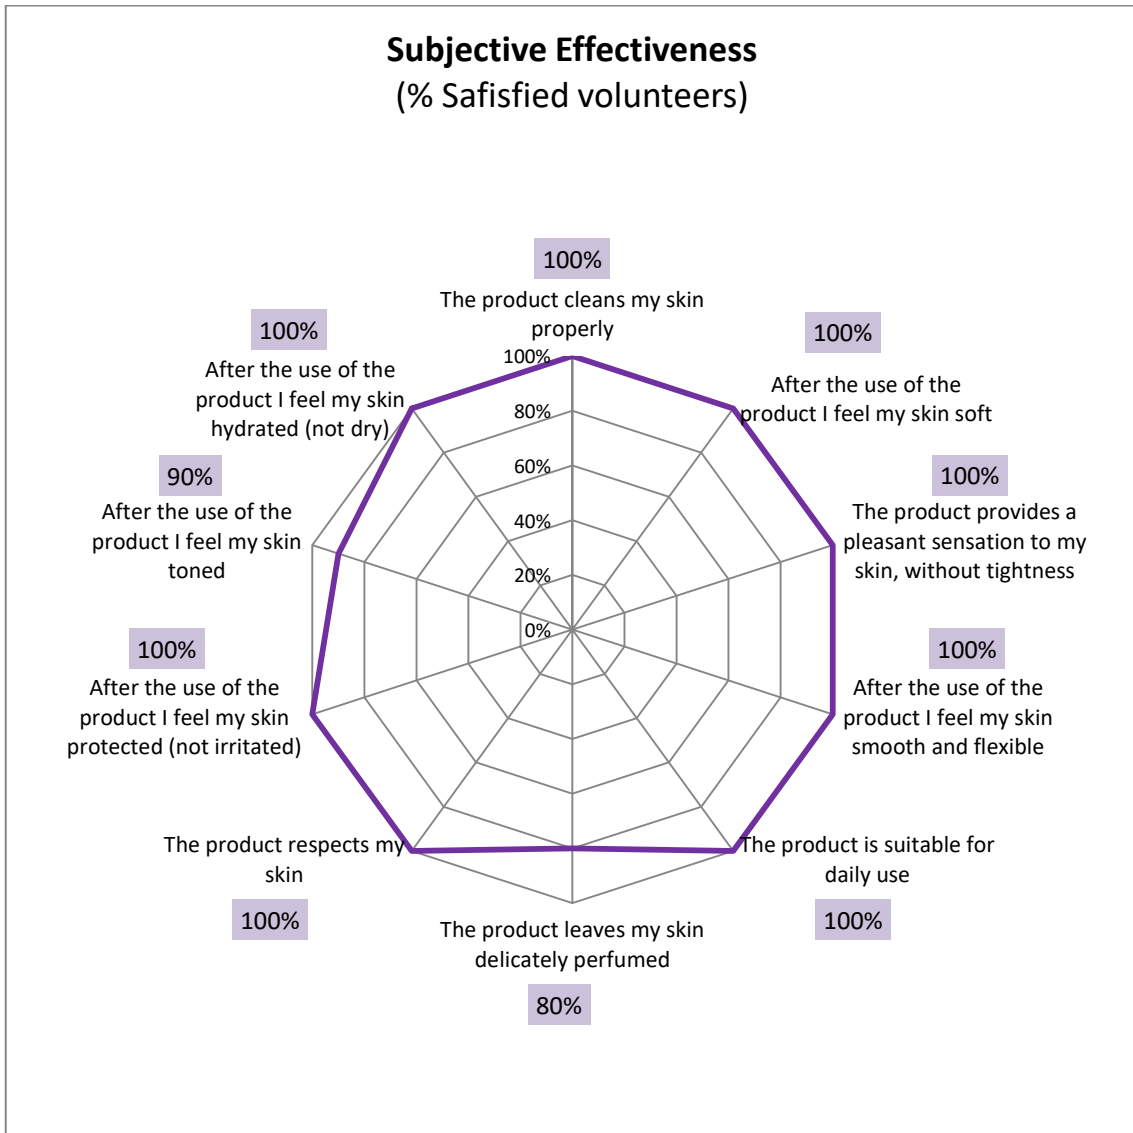 Subjective Effectiveness
(% Safisfied volunteers)
100%
The product cleans my skin
properly
100%
After the use of the
product I feel my skin soft
100%
The product provides a
pleasant sensation to my
skin, without tightness
100%
After the use of the
product I feel my skin
smooth and flexible
The product is suitable for
daily use
100%
The product leaves my skin
delicately perfumed
80%
The product respects my
skin
100%
100%
After the use of the
product I feel my skin
protected (not irritated)
90%
After the use of the
product I feel my skin
toned
100%
After the use of the
product I feel my skin
hydrated (not dry)
100%
80%
60%
40%
20%
0%